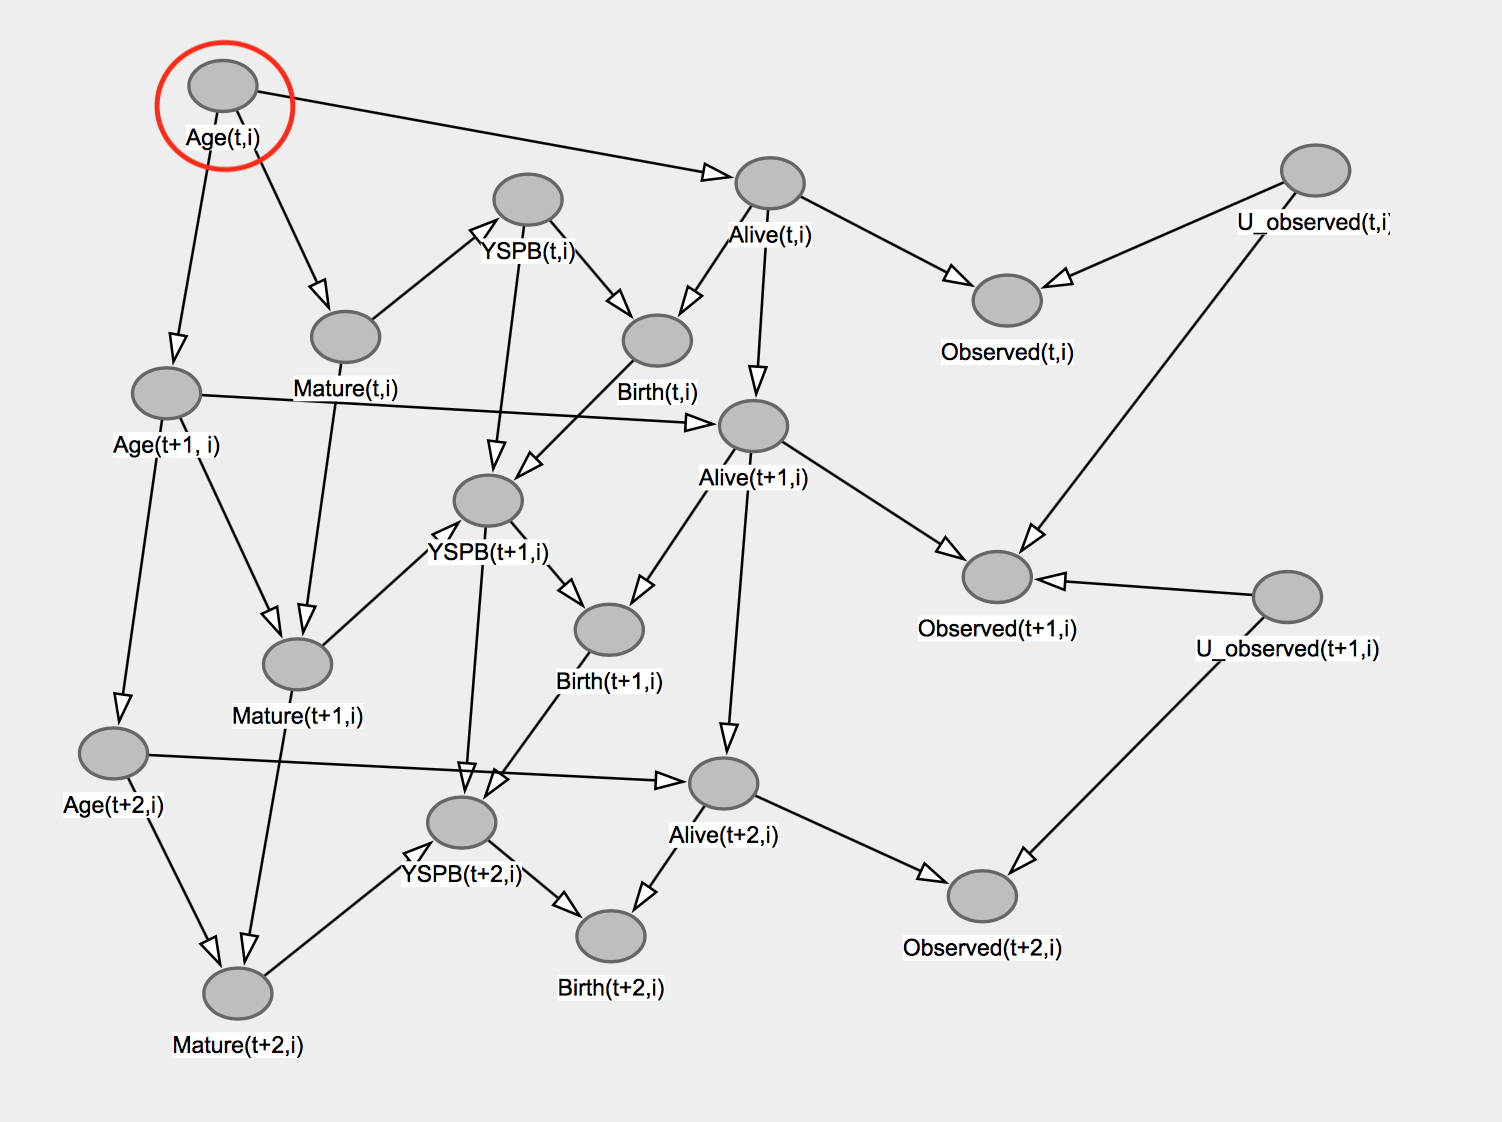 Age(t,i)
YSPB(t,i)
Alive(t,i)
U_observed(t,i)
Observed(t,i)
Mature(t,i)
Birth(t,i)
Age(t+1, i)
Alive(t+1,i)
YSPB(t+1,i)
Observed(t+1,i)
U_observed(t+1,i)
Birth(t+1,i)
Mature(t+1,i)
Age(t+2,i)
Alive(t+2,i)
YSPB(t+2,i)
Observed(t+2,i)
Birth(t+2,i)
Mature(t+2,i)